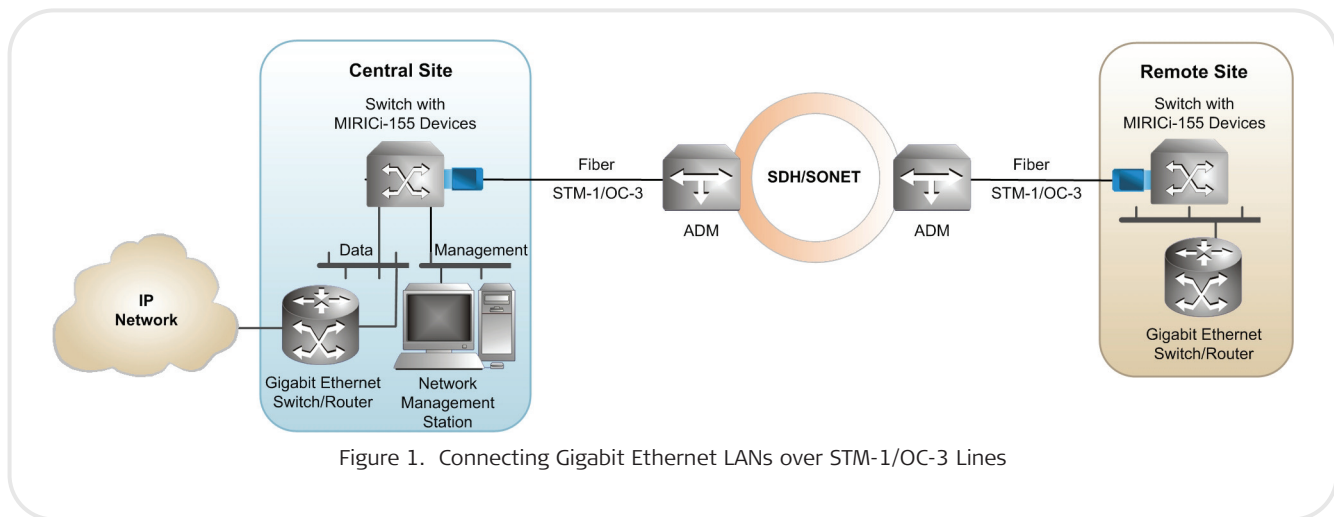 Central Site
Switch with
MIRICi-155 Devices
Data
Management
IP
Network
Gigabit Ethernet
Switch/Router
Network
Management
Station
Fiber
STM-1/OC-3
ADM
SDH/SONET
ADM
Fiber
STM-1/OC-3
Remote Site
Switch with
MIRICi-155 Devices
Gigabit Ethernet
Switch/Router
Figure 1. Connecting Gigabit Ethernet LANs over STM-1/OC-3 Lines